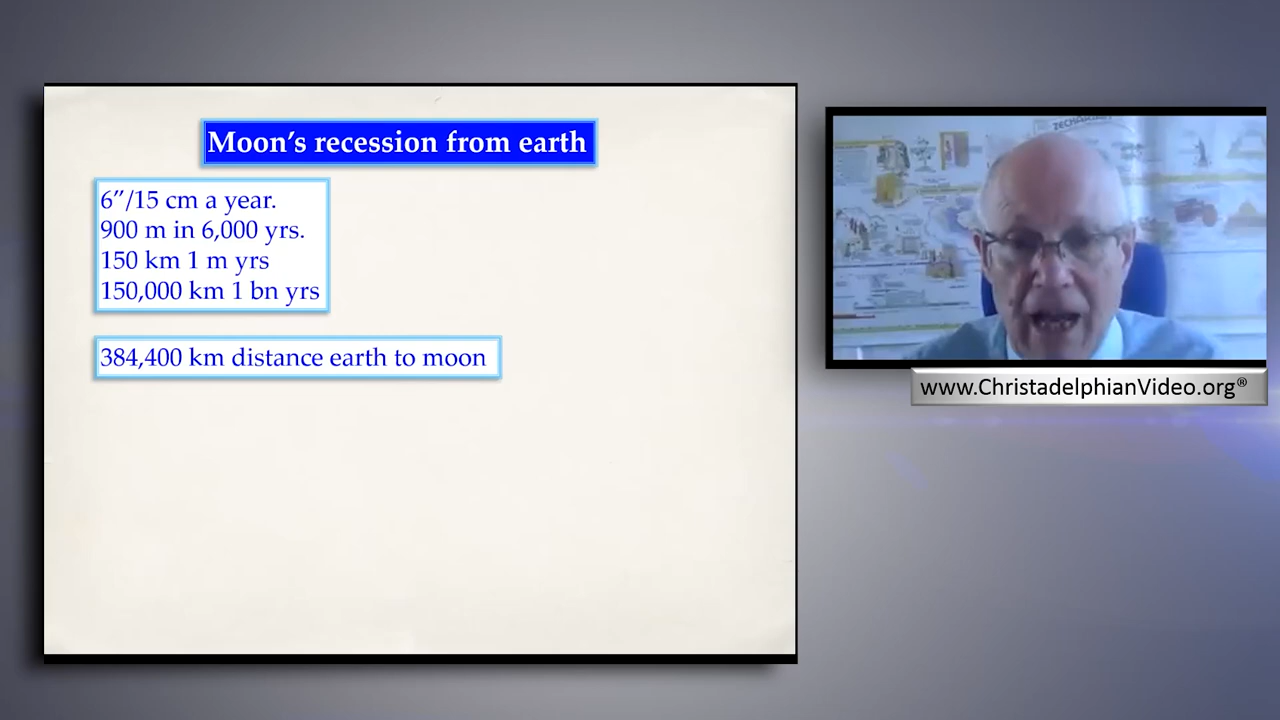 Moon’s recession from earth
6”/15 cm a year.
900 m in 6,000 yrs.
150 km 1 m yrs
150,000 km 1 bn yrs
384,400 km distance earth to moon
ZECHARIAH
www.ChristadelphianVideo.org®